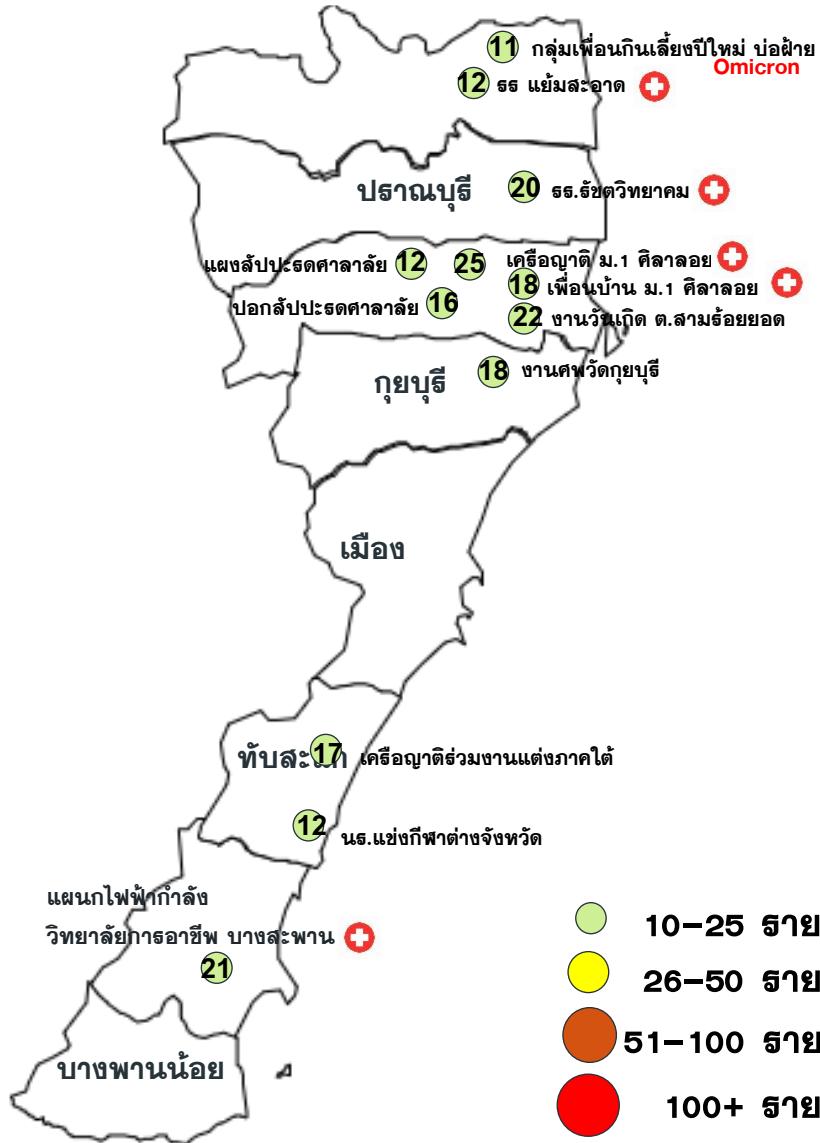 11 กลุ่มเพื่อนกินเลี้ยงปีใหม่ บ่อฝ้าย
Omicron
12 รร แย้มสะอาด
ปราณบุรี
20 รร.รัชตวิทยาคม
แผงสัปปะรดศาลาลัย 12
25 เครือญาติ ม.1 ศิลาลอย
18 เพื่อนบ้าน ม.1 ศิลาลอย
ปอกสัปปะรดศาลาลัย 16
22 งานวันเกิด ต.สามร้อยยอด
กุยบุรี
18 งานศพวัดกุยบุรี
เมือง
17 เครือญาติร่วมงานแต่งภาคใต้
12 นร.แข่งกีฬาต่างจังหวัด
แผนกไฟฟ้ากำลัง
วิทยาลัยการอาชีพ บางสะพาน
21
บางพานน้อย
10-25 ราย
26-50 ราย
51-100 ราย
100+ ราย